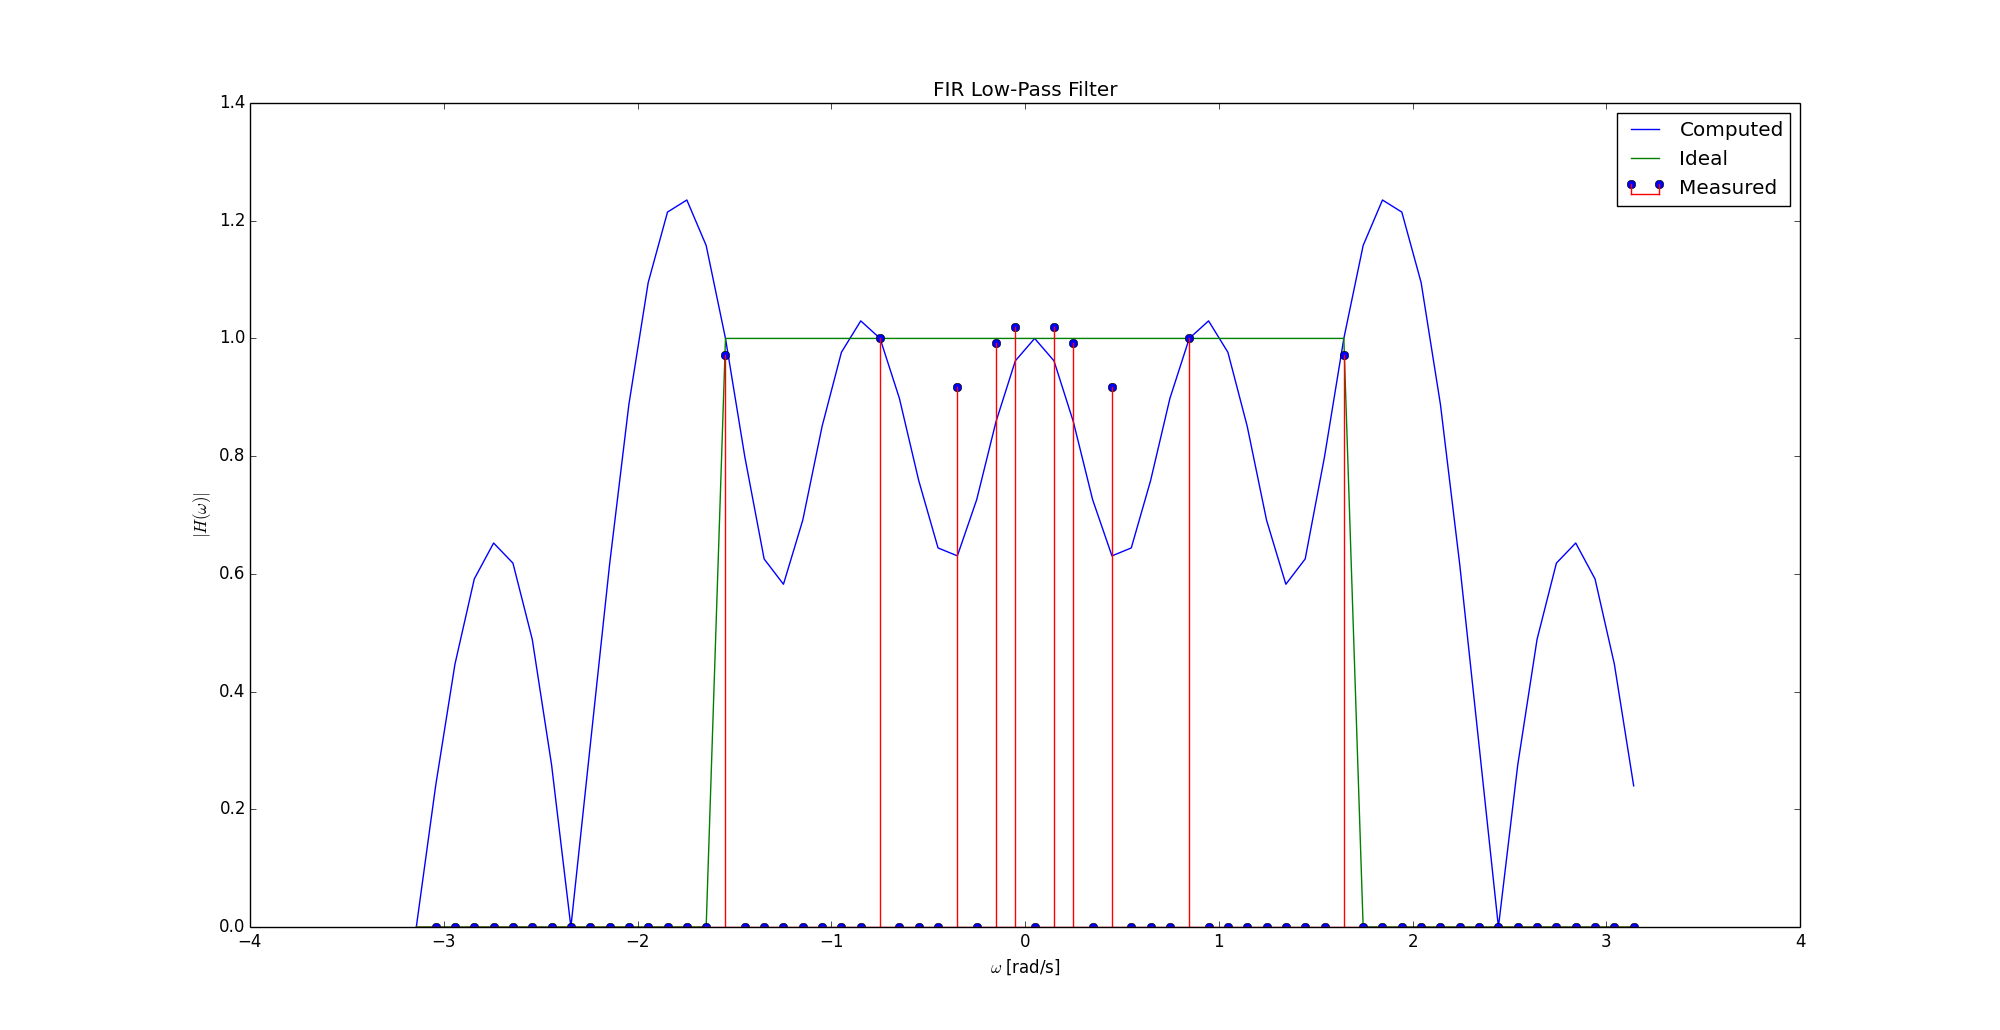 FIR Low-Pass Filter
1.4
1.2
1.0
0.8
0.6
0.4
0.2
0.0
|H(ω)|
Computed
Ideal
Measured
−4 −3 −2 −1 0 1 2 3 4
ω [rad/s]